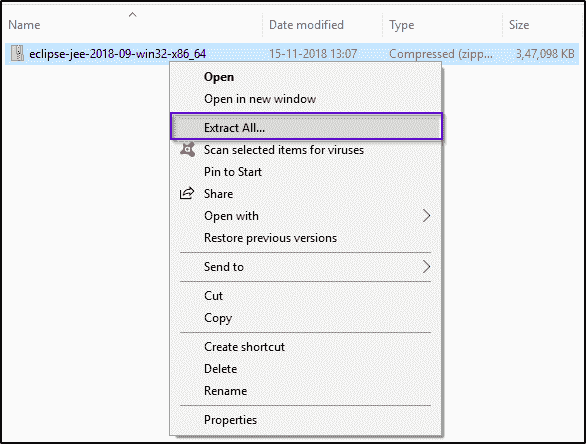 Name Date modified Type Size
eclipse-jee-2018-09-win32-x86_64 15-11-2018 13:07 Compressed (zipp... 3,47,098 KB
Open
Open in new window
Extract All...
Scan selected items for viruses
Pin to Start
Share
Open with
Restore previous versions
Send to
Cut
Copy
Create shortcut
Delete
Rename
Properties